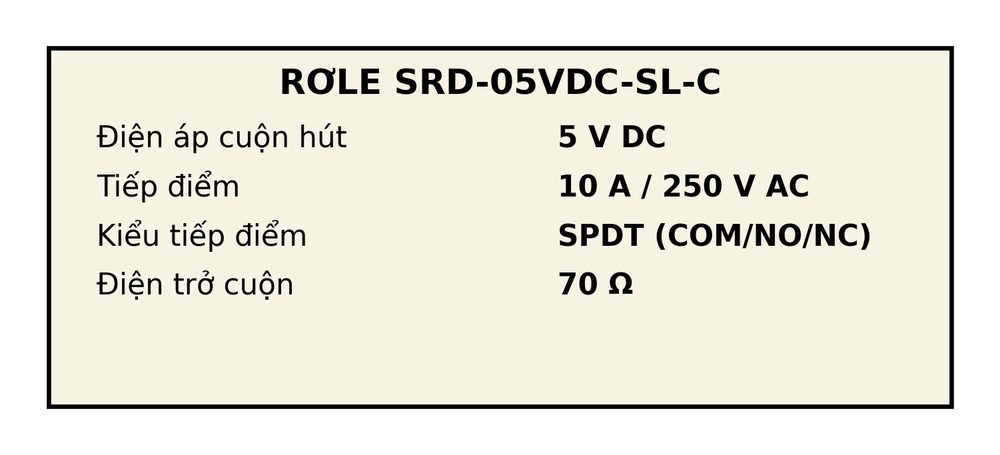 RƠLE SRD-05VDC-SL-C
Điện áp cuộn hút 5 V DC
Tiếp điểm 10 A / 250 V AC
Kiểu tiếp điểm SPDT (COM/NO/NC)
Điện trở cuộn 70 Ω